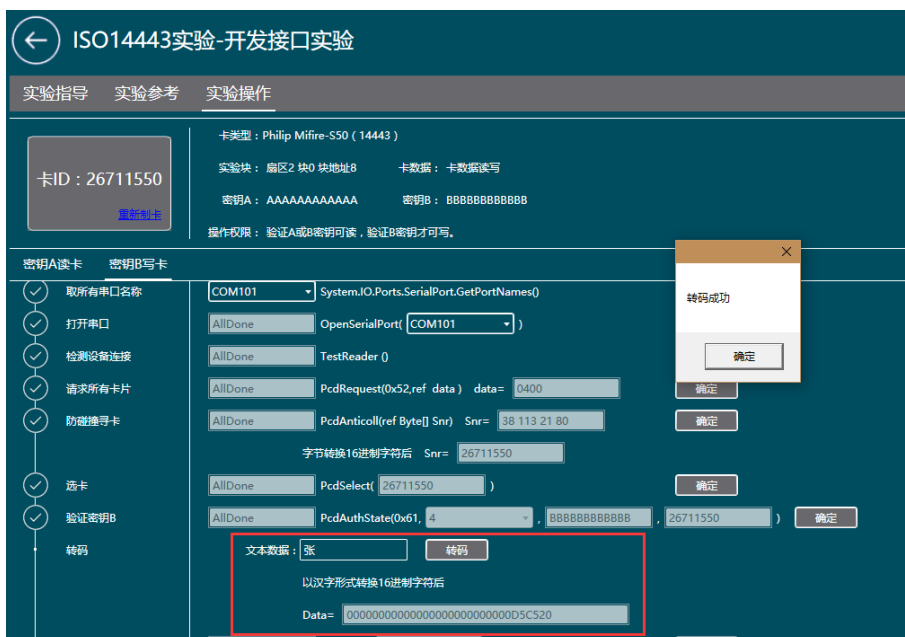 ISO14443实验-开发接口实验
实验指导 实验参考 实验操作
卡ID：26711550
重新制卡
卡类型：Philip Mifire-S50 ( 14443 )
实验块： 扇区2 块0 块地址8 卡数据： 卡数据读写
密钥A： AAAAAAAAAAAA 密钥B： BBBBBBBBBBBB
操作权限： 验证A或B密钥可读，验证B密钥才可写。
密钥A读卡 密钥B写卡
转码成功
确定
取所有串口名称 COM101 System.IO.Ports.SerialPort.GetPortNames()
打开串口 AllDone OpenSerialPort( COM101 )
检测设备连接 AllDone TestReader ()
请求所有卡片 AllDone PcdRequest(0x52,ref data ) data= 0400 确定
防碰撞寻卡 AllDone PcdAnticoll(ref Byte[] Snr) Snr= 38 113 21 80 确定
字节转换16进制字符后 Snr= 26711550
选卡 AllDone PcdSelect( 26711550 ) 确定
验证密钥B AllDone PcdAuthState(0x61, 4 , BBBBBBBBBBBB , 26711550 ) 确定
转码 文本数据： 张 转码
以汉字形式转换16进制字符后
Data= 00000000000000000000000000D5C520